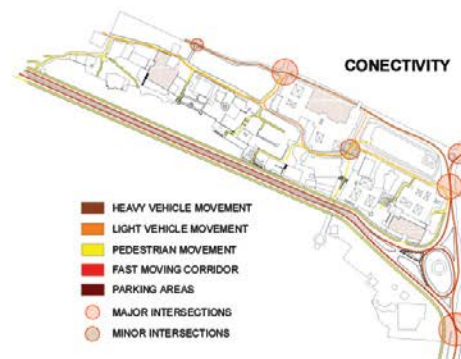 CONECTIVITY
HEAVY VEHICLE MOVEMENT
LIGHT VEHICLE MOVEMENT
PEDESTRIAN MOVEMENT
FAST MOVING CORRIDOR
PARKING AREAS
MAJOR INTERSECTIONS
MINOR INTERSECTIONS